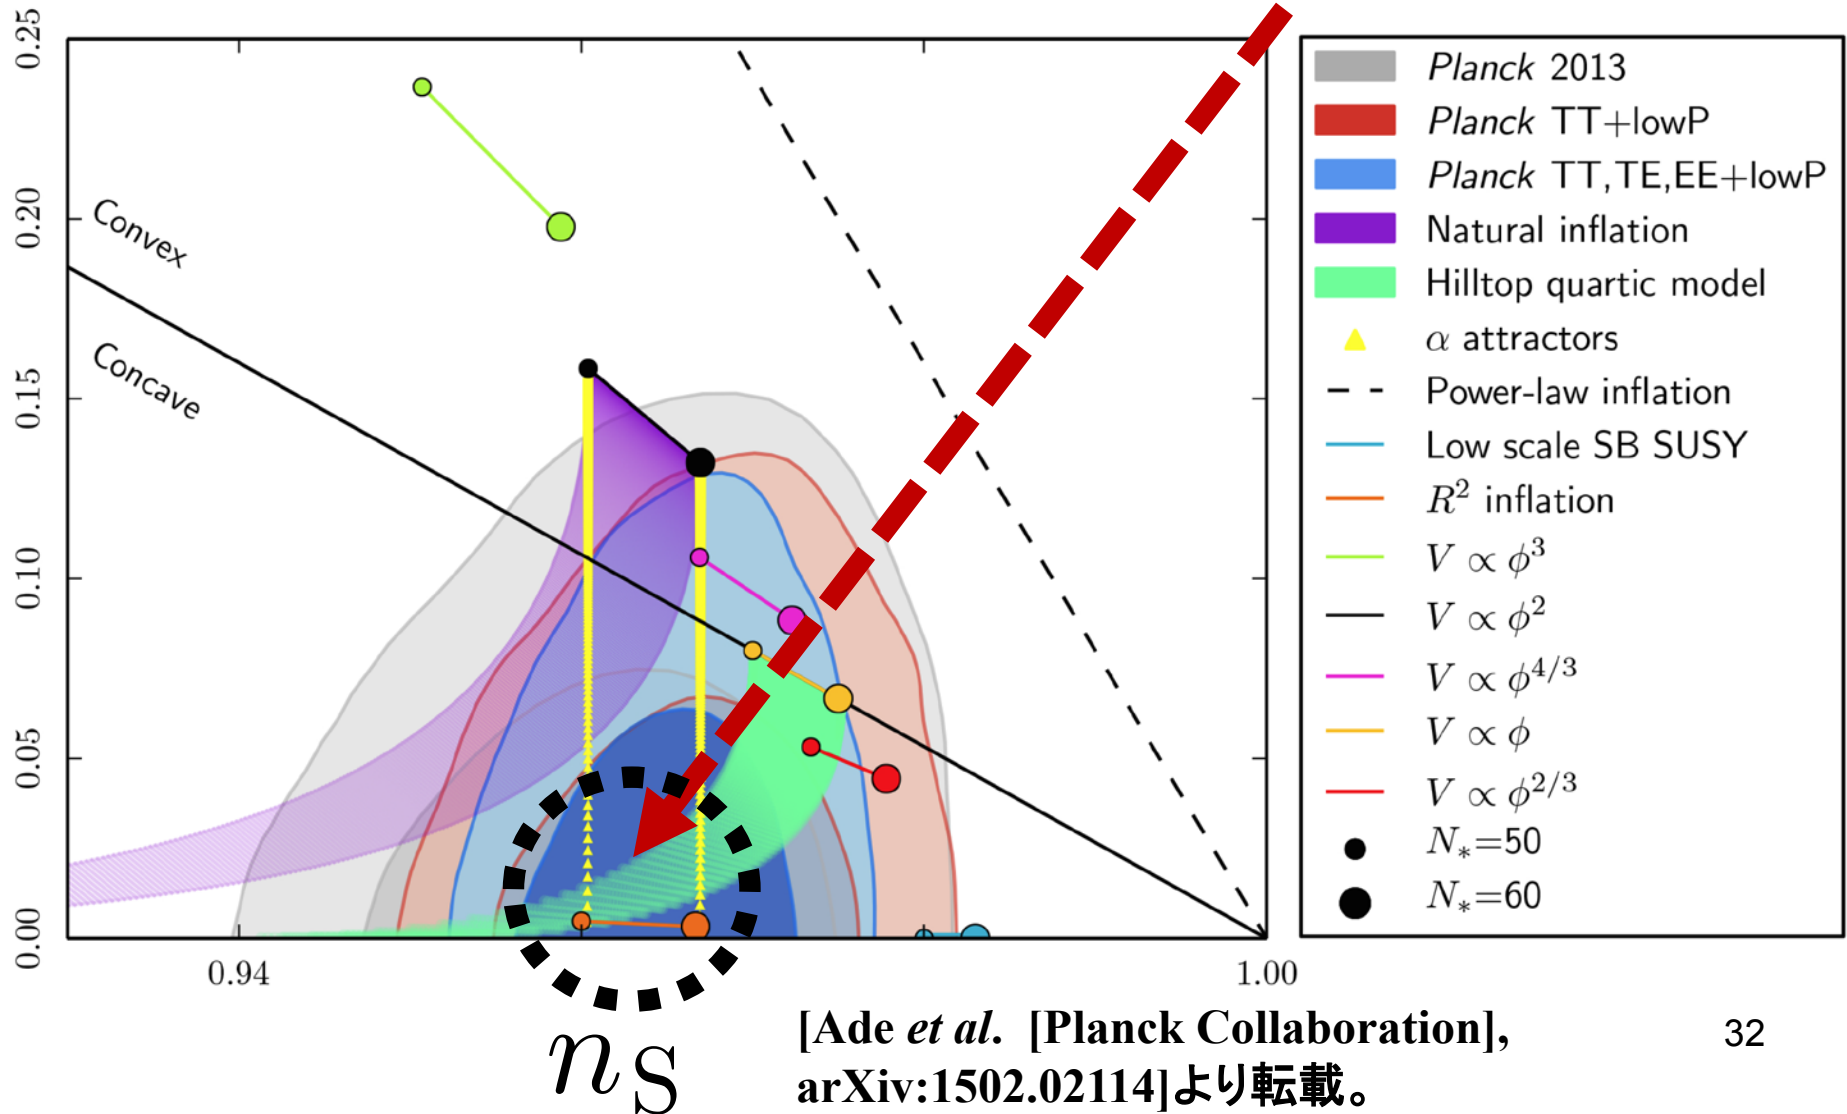 0.25
0.20
0.15
0.10
0.05
0.00
Convex
Concave
0.94
1.00
n_S
Planck 2013
Planck TT+lowP
Planck TT,TE,EE+lowP
Natural inflation
Hilltop quartic model
α attractors
Power-law inflation
Low scale SB SUSY
R² inflation
V ∝ ϕ³
V ∝ ϕ²
V ∝ ϕ^{4/3}
V ∝ ϕ
V ∝ ϕ^{2/3}
N_*=50
N_*=60
[Ade et al. [Planck Collaboration],
arXiv:1502.02114]より転載。
32